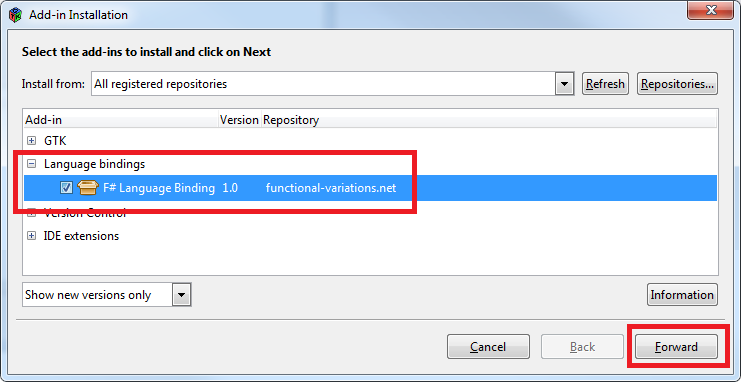 Add-in Installation
Select the add-ins to install and click on Next
Install from: All registered repositories Refresh Repositories...
Add-in Version Repository
GTK
Language bindings
F# Language Binding 1.0 functional-variations.net
Version Control
IDE extensions
Show new versions only Information
Cancel Back Forward